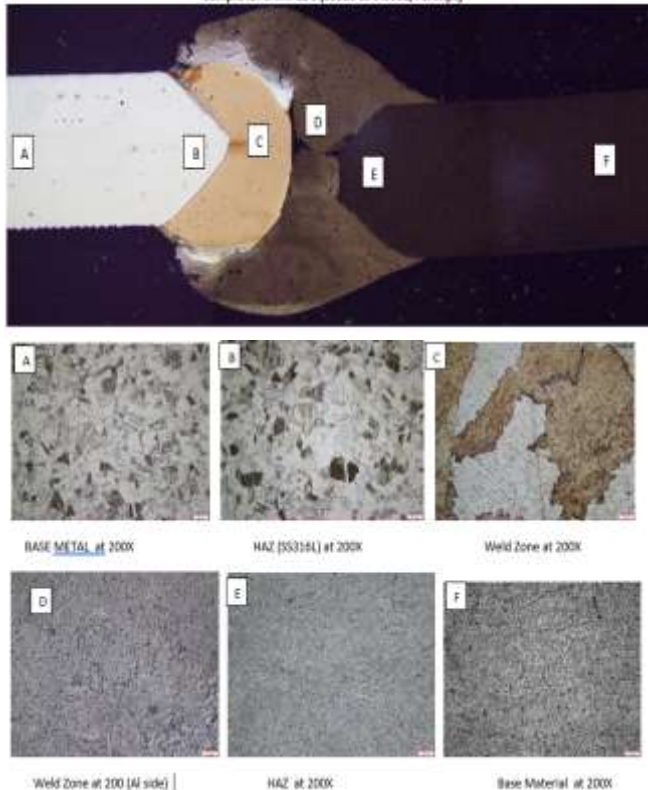 A
B
C
D
E
F
A
B
C
BASE METAL at 200X
HAZ (SS316L) at 200X
Weld Zone at 200X
D
E
F
Weld Zone at 200 (Al side)
HAZ at 200X
Base Material at 200X